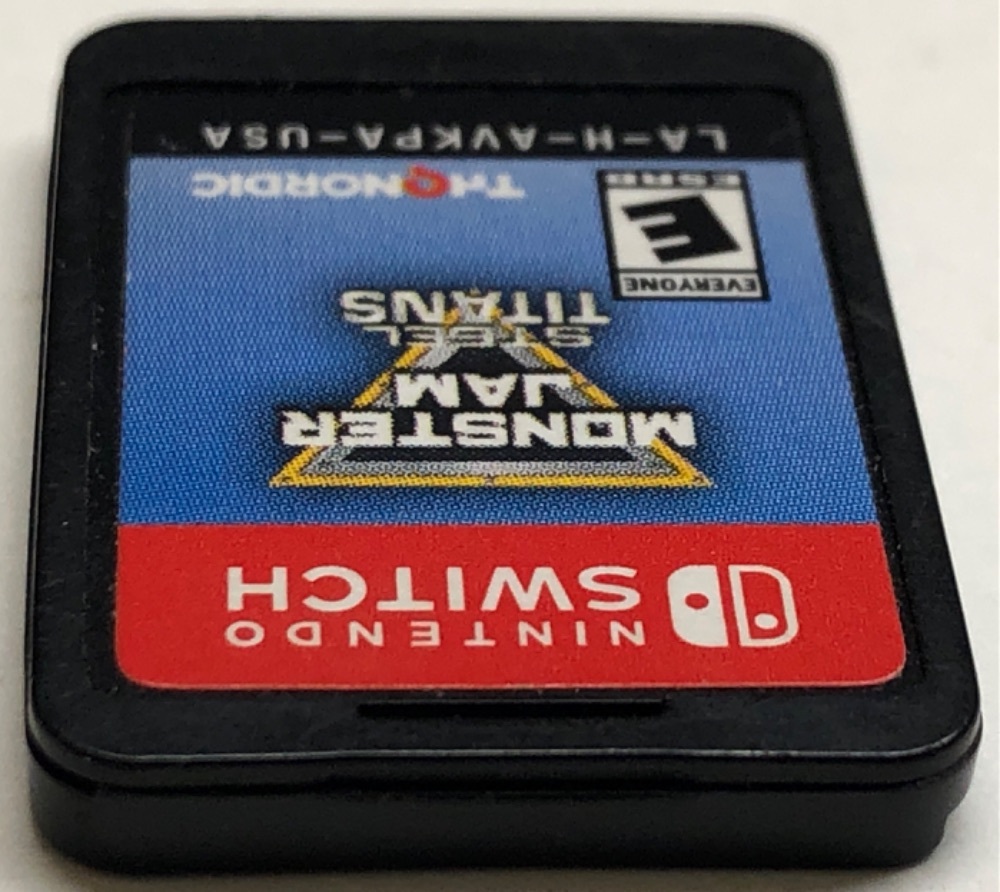 NINTENDO
SWITCH
MONSTER
JAM
STEEL
TITANS
EVERYONE
E
ESRB
THQNORDIC
LA-H-AVKPA-USA